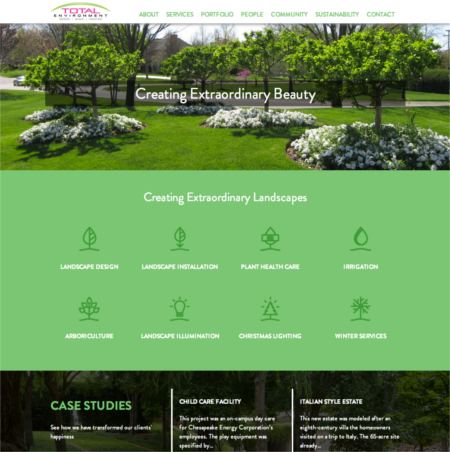 TOTAL
ENVIRONMENT
ABOUT SERVICES PORTFOLIO PEOPLE COMMUNITY SUSTAINABILITY CONTACT
Creating Extraordinary Beauty
Creating Extraordinary Landscapes
LANDSCAPE DESIGN LANDSCAPE INSTALLATION PLANT HEALTH CARE IRRIGATION
ARBORICULTURE LANDSCAPE ILLUMINATION CHRISTMAS LIGHTING WINTER SERVICES
CASE STUDIES
See how we have transformed our clients'
happiness
CHILD CARE FACILITY
This project was an on-campus day care
for Chesapeake Energy Corporation's
employees. The play equipment was
specified by...
ITALIAN STYLE ESTATE
This new estate was modeled after an
eighth-century villa the homeowners
visited on a trip to Italy. The 65-acre site
already...